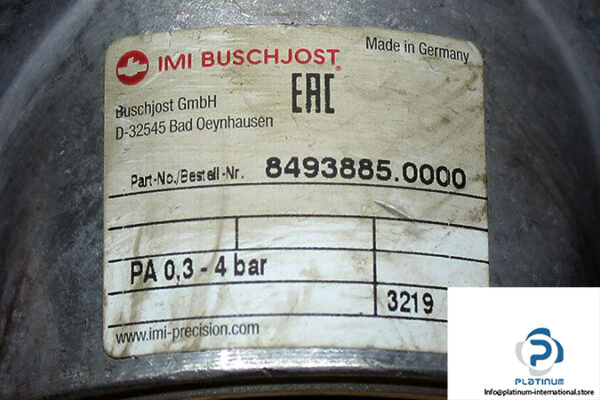 IMI BUSCHJOST®
Made in Germany
Buschjost GmbH
D-32545 Bad Oeynhausen
EAC
Part-No./Bestell-Nr. 8493885.0000
PA 0,3 - 4 bar
3219
www.imi-precision.com
PLATINUM
Info@platinum-international.store